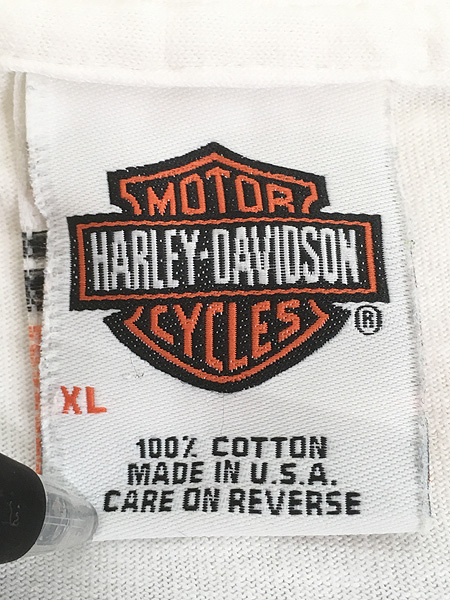 MOTOR
HARLEY-DAVIDSON
CYCLES
®
XL
100% COTTON
MADE IN U.S.A.
CARE ON REVERSE